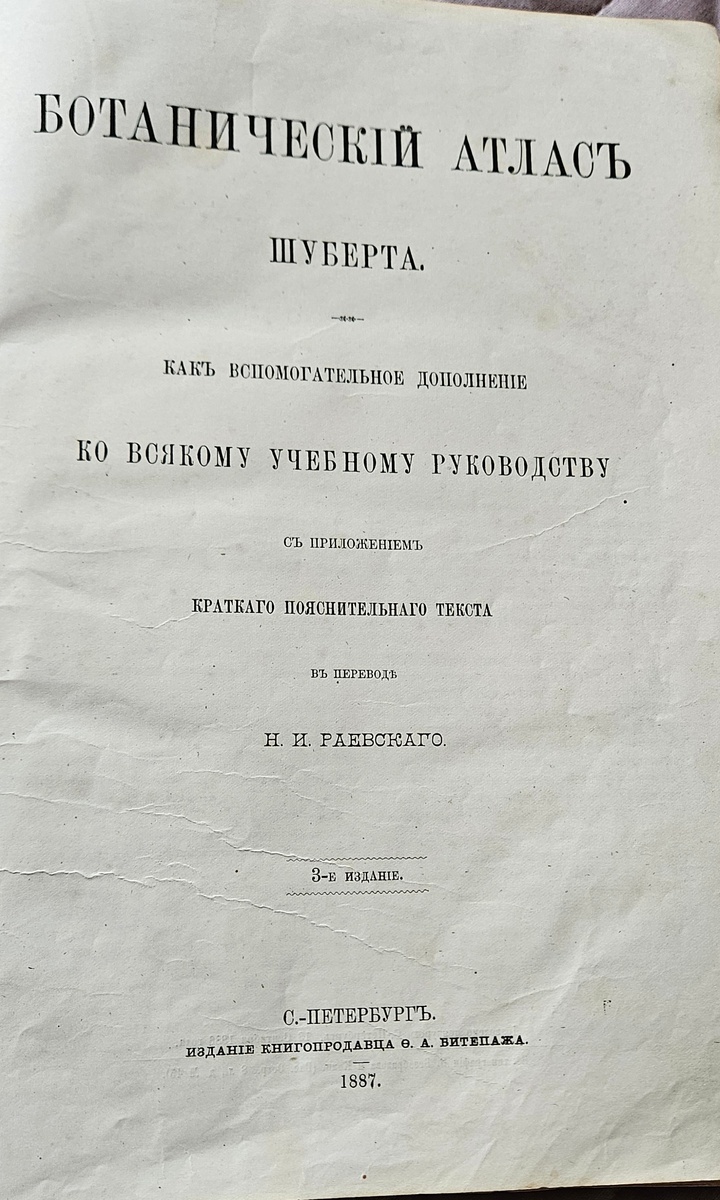 БОТАНИЧЕСКІЙ АТЛАСЪ
ШУБЕРТА.
КАКЪ ВСПОМОГАТЕЛЬНОЕ ДОПОЛНЕНІЕ
КО ВСЯКОМУ УЧЕБНОМУ РУКОВОДСТВУ
СЪ ПРИЛОЖЕНІЕМЪ
КРАТКАГО ПОЯСНИТЕЛЬНАГО ТЕКСТА
ВЪ ПЕРЕВОДѢ
Н. И. РАЕВСКАГО.
3-Е ИЗДАНІЕ.
С.-ПЕТЕРБУРГЪ.
ИЗДАНІЕ КНИГОПРОДАВЦА Ѳ. А. ВИТЕПАЖА.
1887.